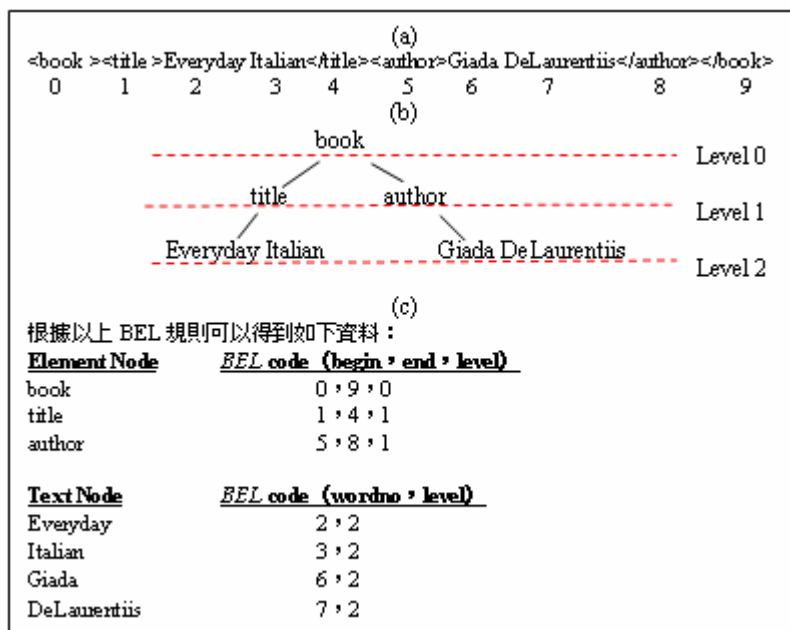 (a)
<book ><title >Everyday Italian</title><author>Giada DeLaurentiis</author></book>
0 1 2 3 4 5 6 7 8 9
(b)
book
Level 0
title author
Level 1
Everyday Italian Giada DeLaurentiis
Level 2
(c)
根據以上 BEL 規則可以得到如下資料：
Element Node BEL code（begin，end，level）
book 0，9，0
title 1，4，1
author 5，8，1
Text Node BEL code（wordno，level）
Everyday 2，2
Italian 3，2
Giada 6，2
DeLaurentiis 7，2